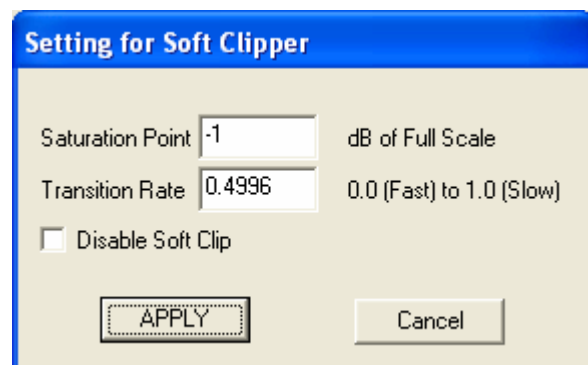 Setting for Soft Clipper
Saturation Point -1 dB of Full Scale
Transition Rate 0.4996 0.0 (Fast) to 1.0 (Slow)
Disable Soft Clip
APPLY Cancel